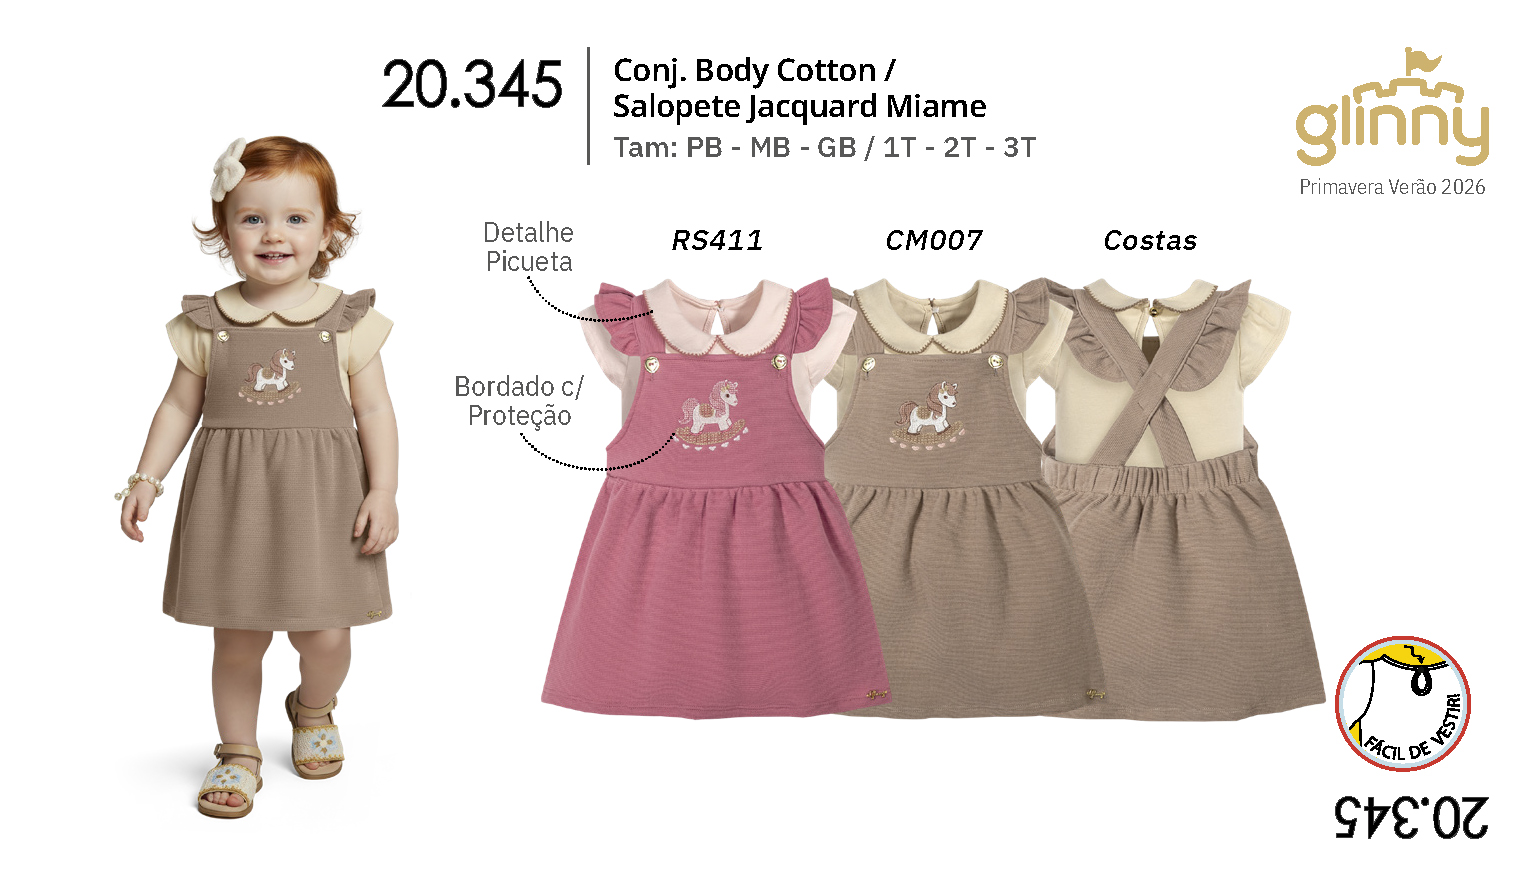 20.345
Conj. Body Cotton /
Salopete Jacquard Miame
Tam: PB - MB - GB / 1T - 2T - 3T
glinny
Primavera Verão 2026
Detalhe
Picueta
RS411
CM007
Costas
Bordado c/
Proteção
FÁCIL DE VESTIR!
20.345